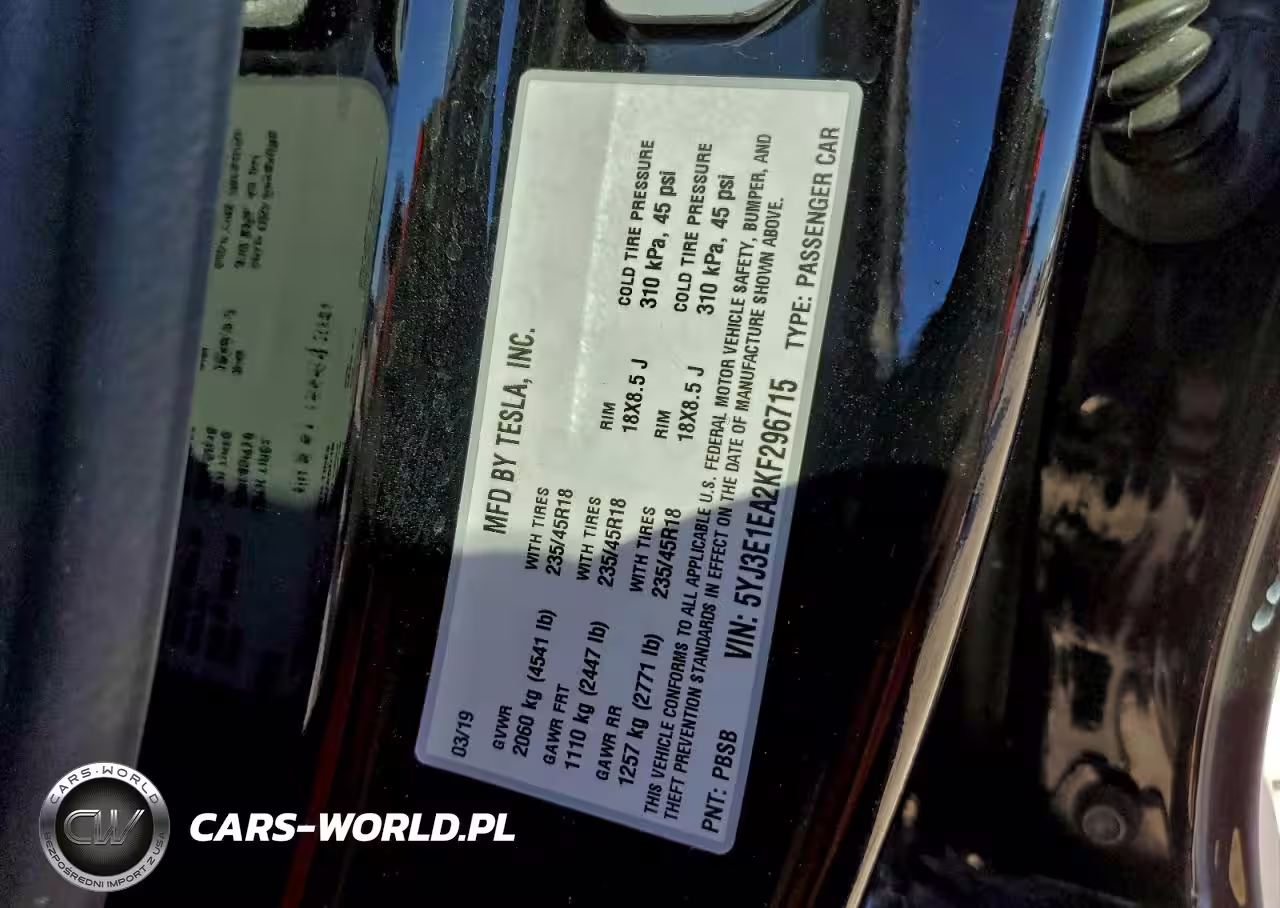 MFD BY TESLA, INC.
03/19
GVWR
2060 kg (4541 lb)
WITH TIRES
235/45R18
GAWR FRT
1110 kg (2447 lb)
WITH TIRES
235/45R18
RIM
18X8.5 J
COLD TIRE PRESSURE
310 kPa, 45 psi
GAWR RR
1257 kg (2771 lb)
WITH TIRES
235/45R18
RIM
18X8.5 J
COLD TIRE PRESSURE
310 kPa, 45 psi
THIS VEHICLE CONFORMS TO ALL APPLICABLE U.S. FEDERAL MOTOR VEHICLE SAFETY, BUMPER, AND
THEFT PREVENTION STANDARDS IN EFFECT ON THE DATE OF MANUFACTURE SHOWN ABOVE.
PNT: PBSB VIN: 5YJ3E1EA2KF296715 TYPE: PASSENGER CAR
CARS-WORLD
CW
BEZPOŚREDNI IMPORT Z USA
CARS-WORLD.PL